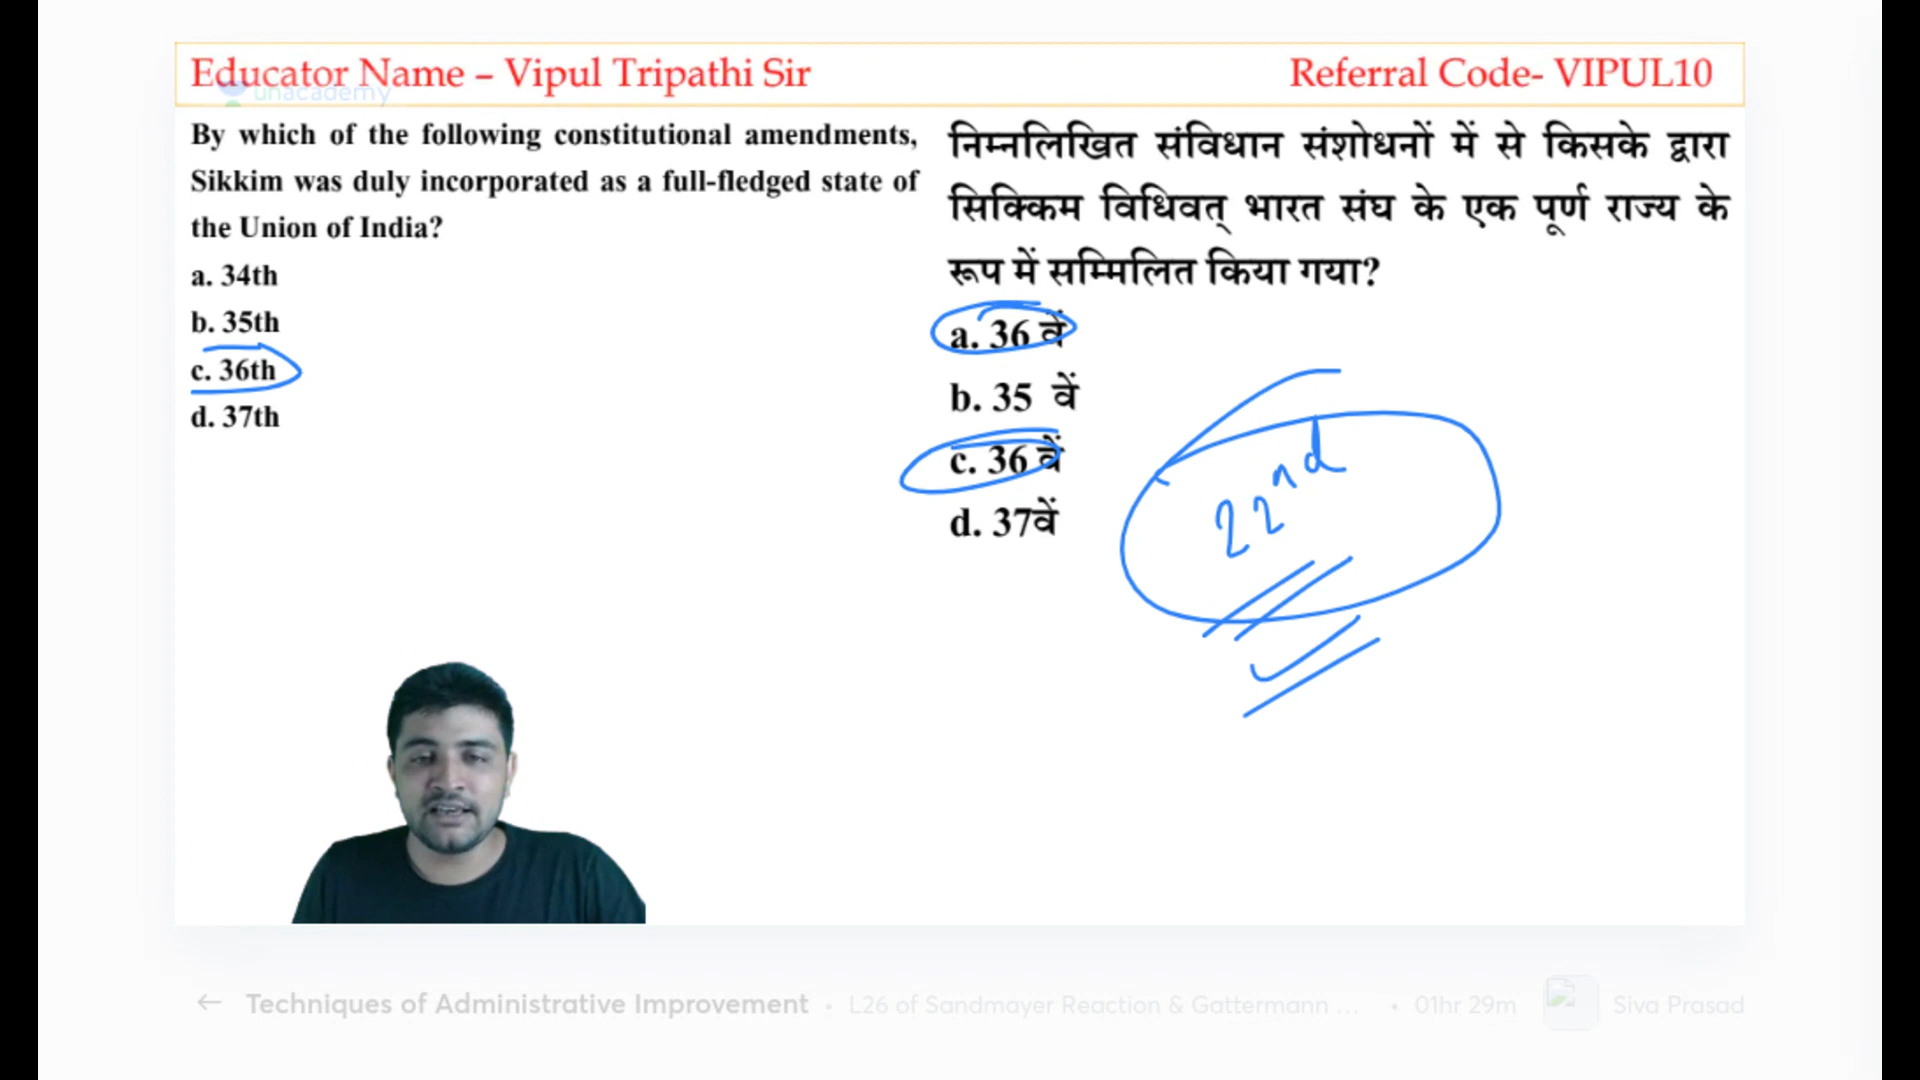 Educator Name – Vipul Tripathi Sir
Referral Code- VIPUL10
unacademy
By which of the following constitutional amendments,
Sikkim was duly incorporated as a full-fledged state of
the Union of India?
a. 34th
b. 35th
c. 36th
d. 37th
निम्नलिखित संविधान संशोधनों में से किसके द्वारा
सिक्किम विधिवत् भारत संघ के एक पूर्ण राज्य के
रूप में सम्मिलित किया गया?
a. 36 वें
b. 35 वें
c. 36 वें
d. 37वें
22nd
← Techniques of Administrative Improvement • L26 of Sandmayer Reaction & Gattermann ... • 01hr 29m Siva Prasad